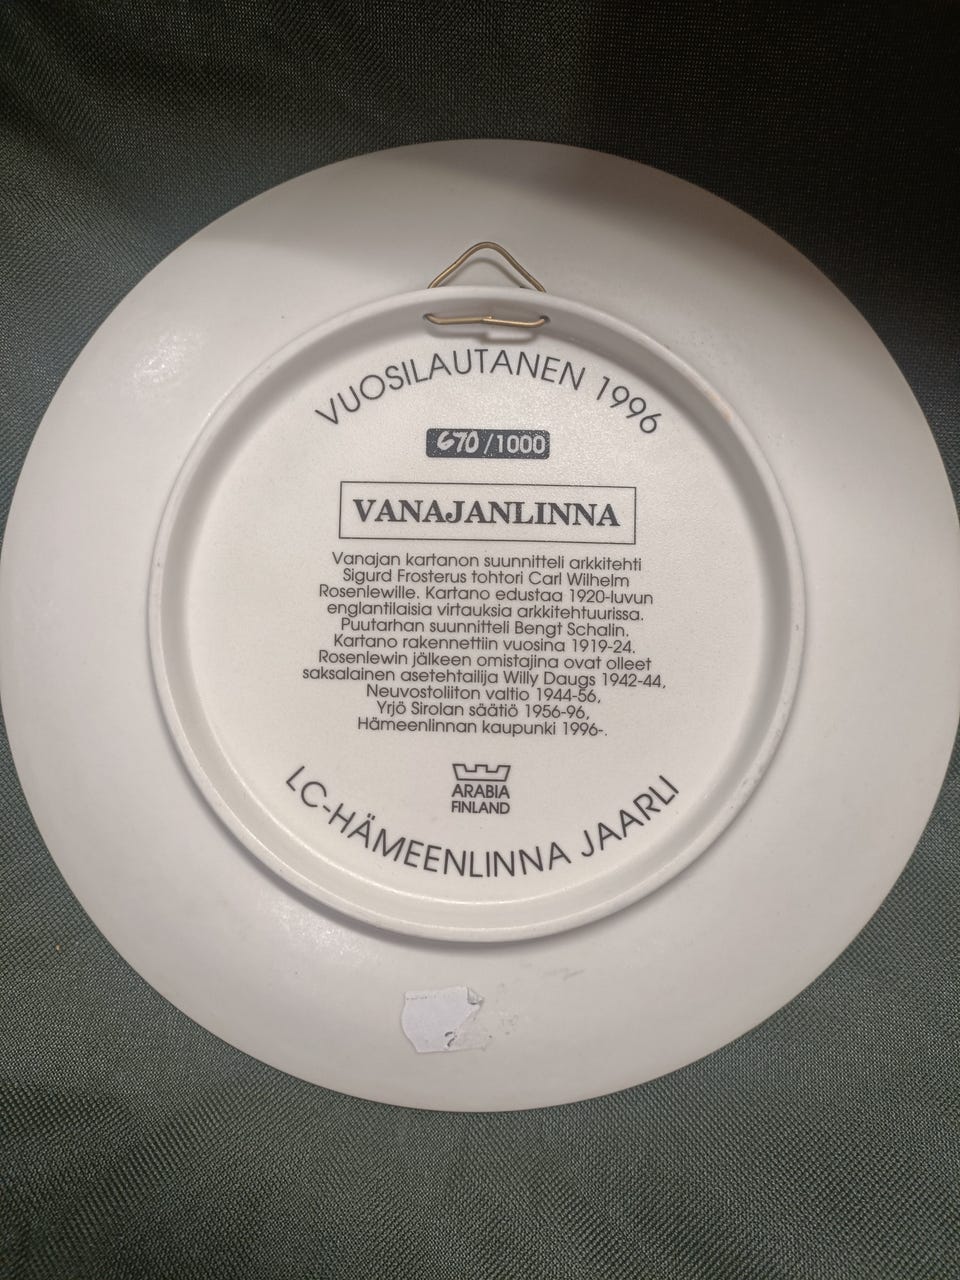 VUOSILAUTANEN 1996
670/1000
VANAJANLINNA
Vanajan kartanon suunnitteli arkkitehti
Sigurd Frosterus tohtori Carl Wilhelm
Rosenlewille. Kartano edustaa 1920-luvun
englantilaisia virtauksia arkkitehtuurissa.
Puutarhan suunnitteli Bengt Schalin.
Kartano rakennettiin vuosina 1919-24.
Rosenlewin jälkeen omistajina ovat olleet
saksalainen asetehtailija Willy Daugs 1942-44,
Neuvostoliiton valtio 1944-56,
Yrjö Sirolan säätiö 1956-96,
Hämeenlinnan kaupunki 1996-.
ARABIA
FINLAND
LC-HÄMEENLINNA JAARLI